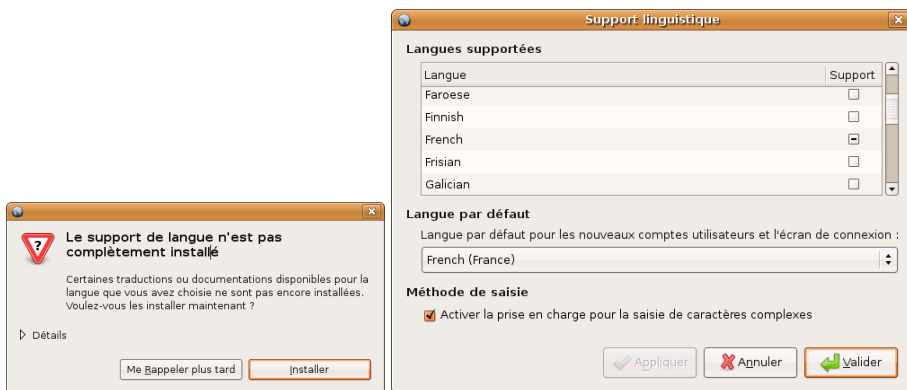 Support linguistique
Langues supportées
Langue Support
Faroese
Finnish
French
Frisian
Galician
Langue par défaut
Langue par défaut pour les nouveaux comptes utilisateurs et l'écran de connexion :
French (France)
Méthode de saisie
Activer la prise en charge pour la saisie de caractères complexes
Appliquer Annuler Valider
Le support de langue n'est pas
complètement installé
Certaines traductions ou documentations disponibles pour la
langue que vous avez choisie ne sont pas encore installées.
Voulez-vous les installer maintenant ?
Détails
Me Rappeler plus tard Installer